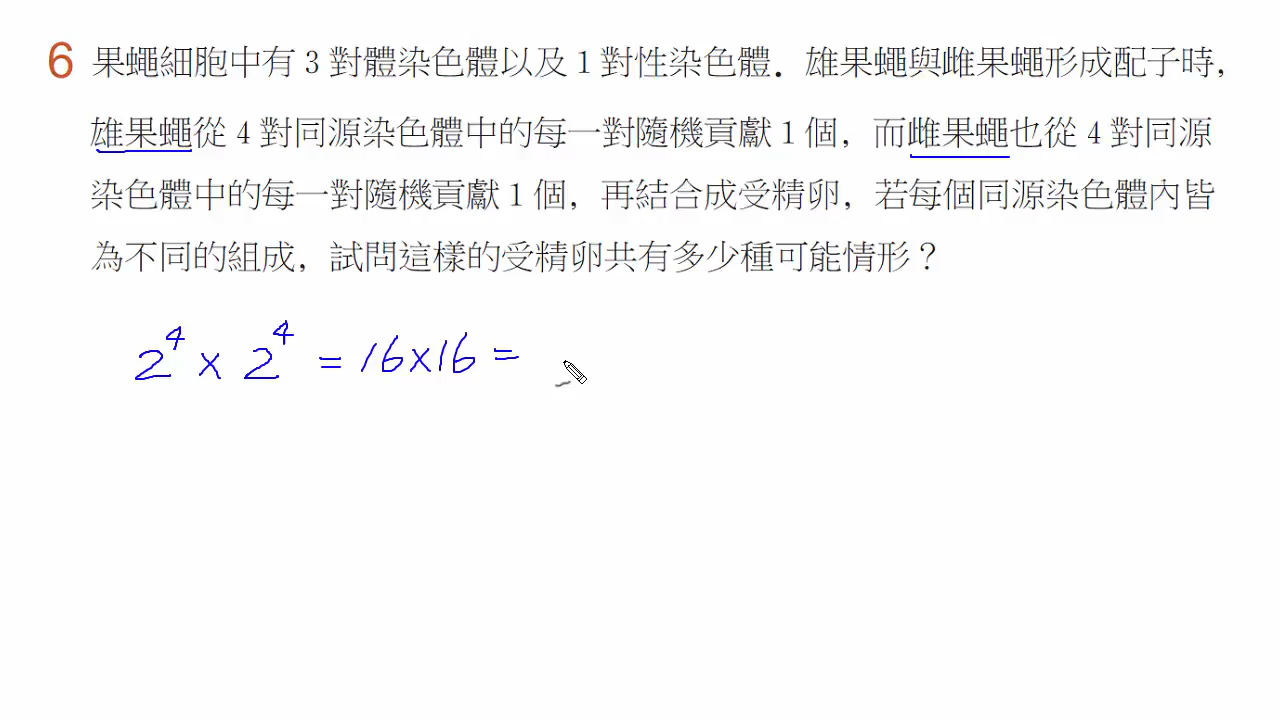 6 果蠅細胞中有 3 對體染色體以及 1 對性染色體．雄果蠅與雌果蠅形成配子時，
雄果蠅從 4 對同源染色體中的每一對隨機貢獻 1 個，而雌果蠅也從 4 對同源
染色體中的每一對隨機貢獻 1 個，再結合成受精卵，若每個同源染色體內皆
為不同的組成，試問這樣的受精卵共有多少種可能情形？
2⁴ × 2⁴ = 16×16 =